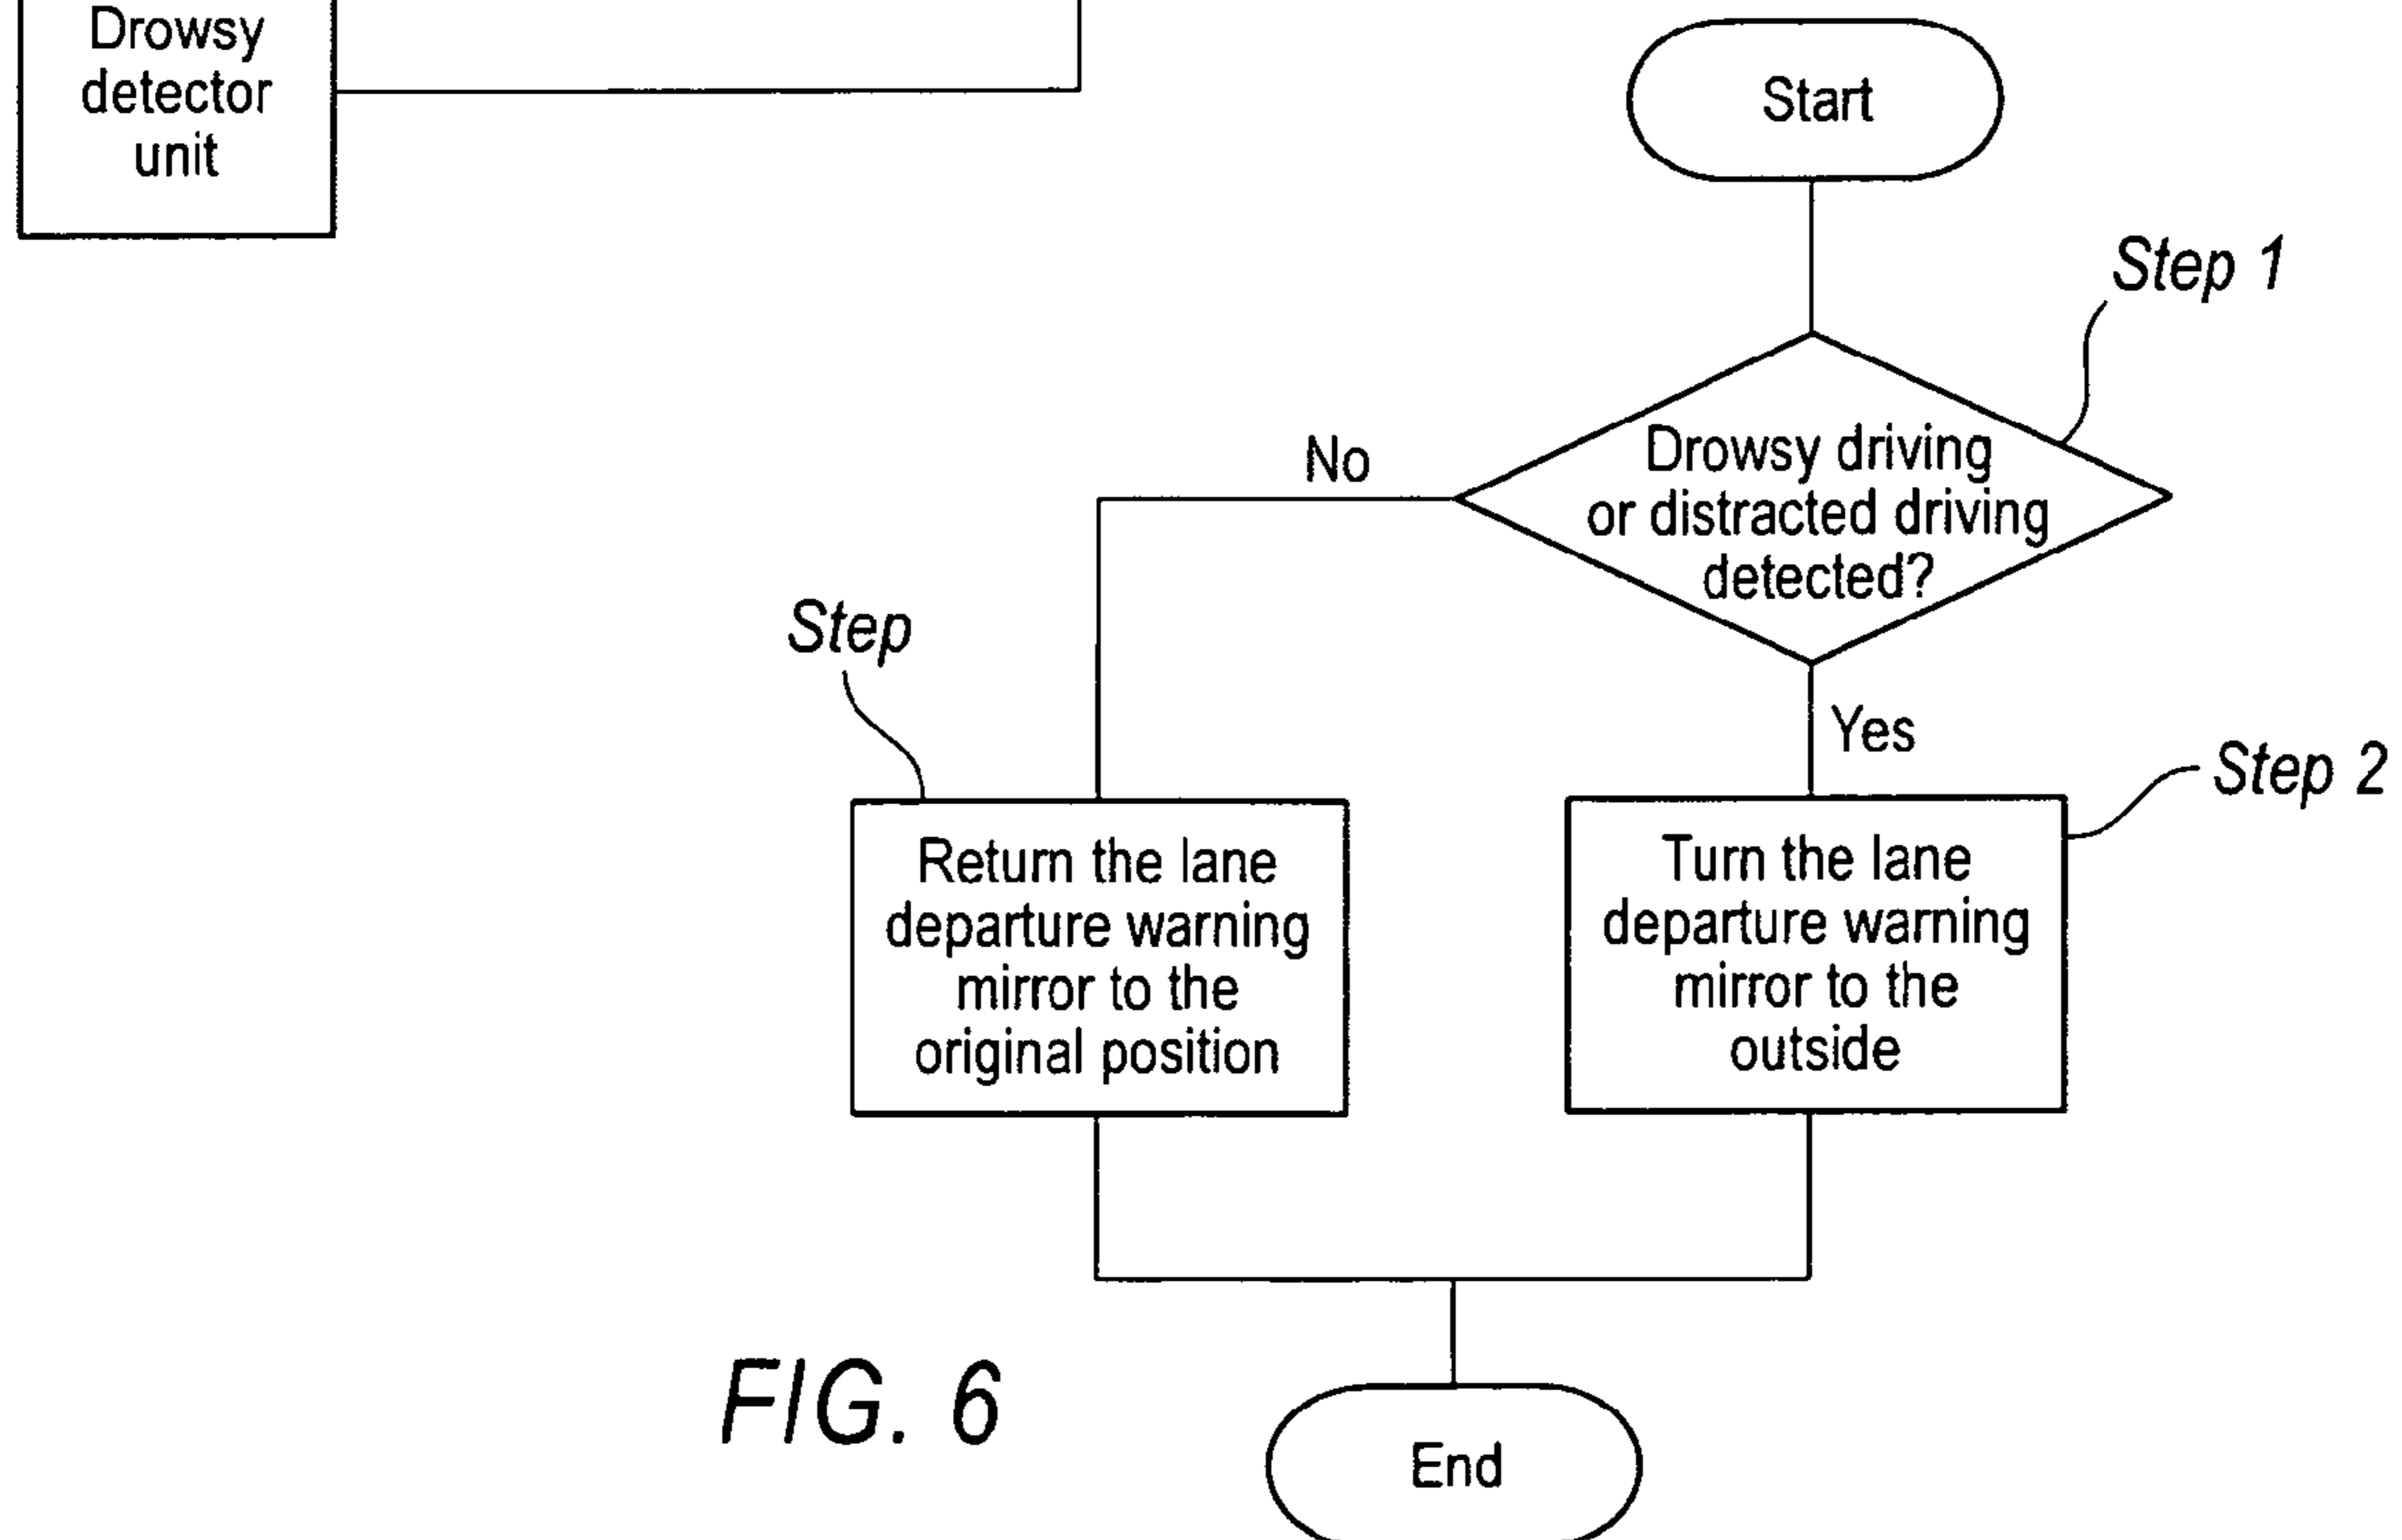 Drowsy
detector
unit
Start
Step 1
Drowsy driving
or distracted driving
detected?
No
Yes
Step
Step 2
Return the lane
departure warning
mirror to the
original position
Turn the lane
departure warning
mirror to the
outside
FIG. 6
End